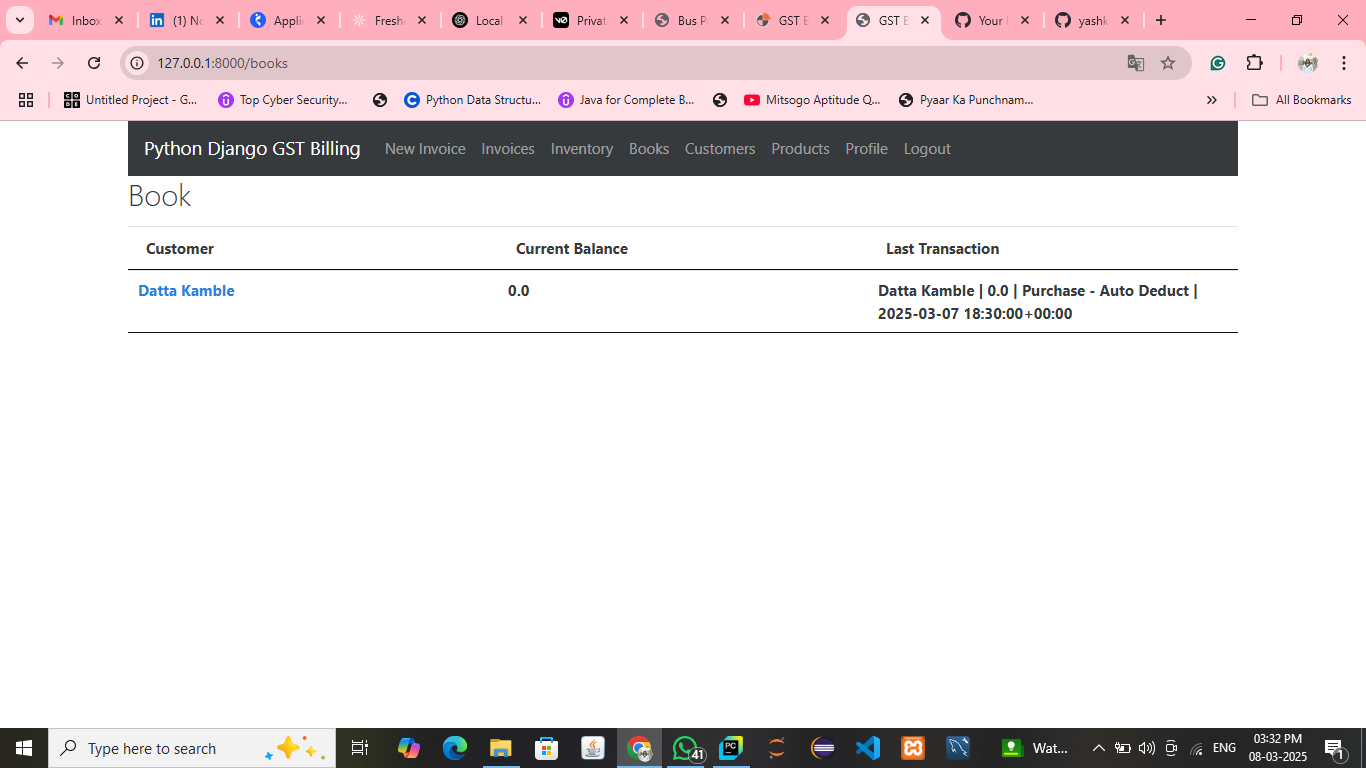 Inbox
(1) No
Applic
Fresh
Local
Privat
Bus P
GST B
GST B
Your
yashk
127.0.0.1:8000/books
Untitled Project - G...
Top Cyber Security...
Python Data Structu...
Java for Complete B...
Mitsogo Aptitude Q...
Pyaar Ka Punchnam...
All Bookmarks
Python Django GST Billing New Invoice Invoices Inventory Books Customers Products Profile Logout
Book
Customer Current Balance Last Transaction
Datta Kamble 0.0 Datta Kamble | 0.0 | Purchase - Auto Deduct |
2025-03-07 18:30:00+00:00
Type here to search
41
PC
Wat...
ENG
03:32 PM
08-03-2025
1